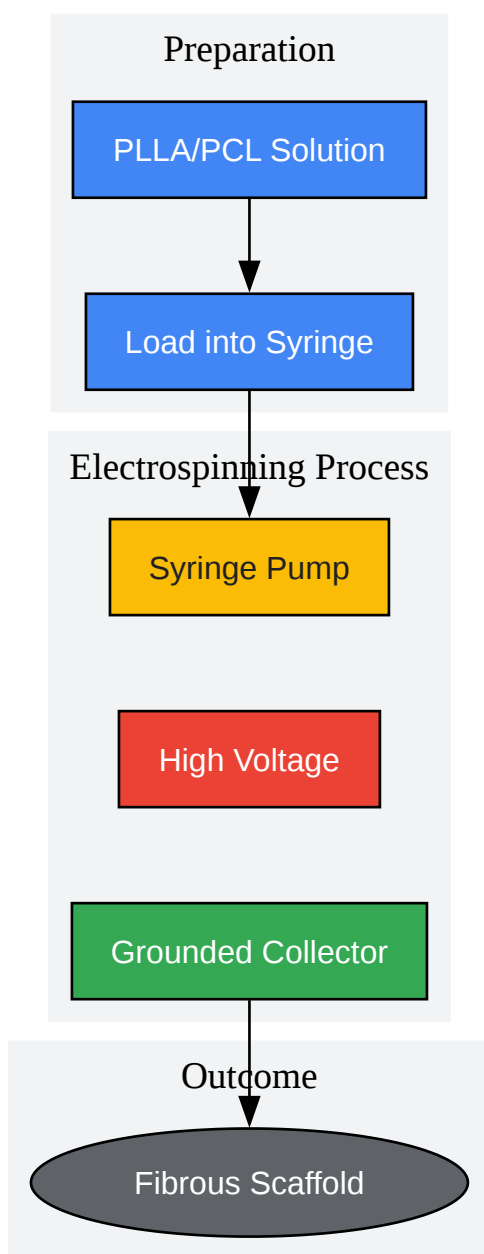 Preparation
PLLA/PCL Solution
Load into Syringe
Electrospinning Process
Syringe Pump
High Voltage
Grounded Collector
Outcome
Fibrous Scaffold